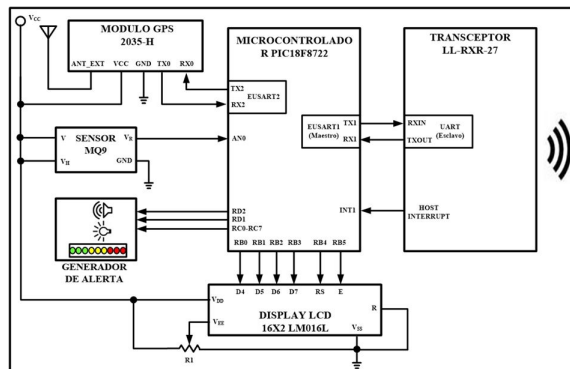 VCC
MODULO GPS
2035-H
ANT_EXT VCC GND TX0 RX0
MICROCONTROLADO
R PIC18F8722
TX2
RX2
EUSART2
TRANSCEPTOR
LL-RXR-27
TX1
RX1
EUSART1
(Maestro)
RXIN
TXOUT
UART
(Esclavo)
V
VH
VR
GND
SENSOR
MQ9
AN0
RD2
RD1
RC0-RC7
INT1
HOST
INTERRUPT
GENERADOR
DE ALERTA
RB0 RB1 RB2 RB3 RB4 RB5
D4 D5 D6 D7 RS E
VDD
VEE
R
VSS
DISPLAY LCD
16X2 LM016L
R1